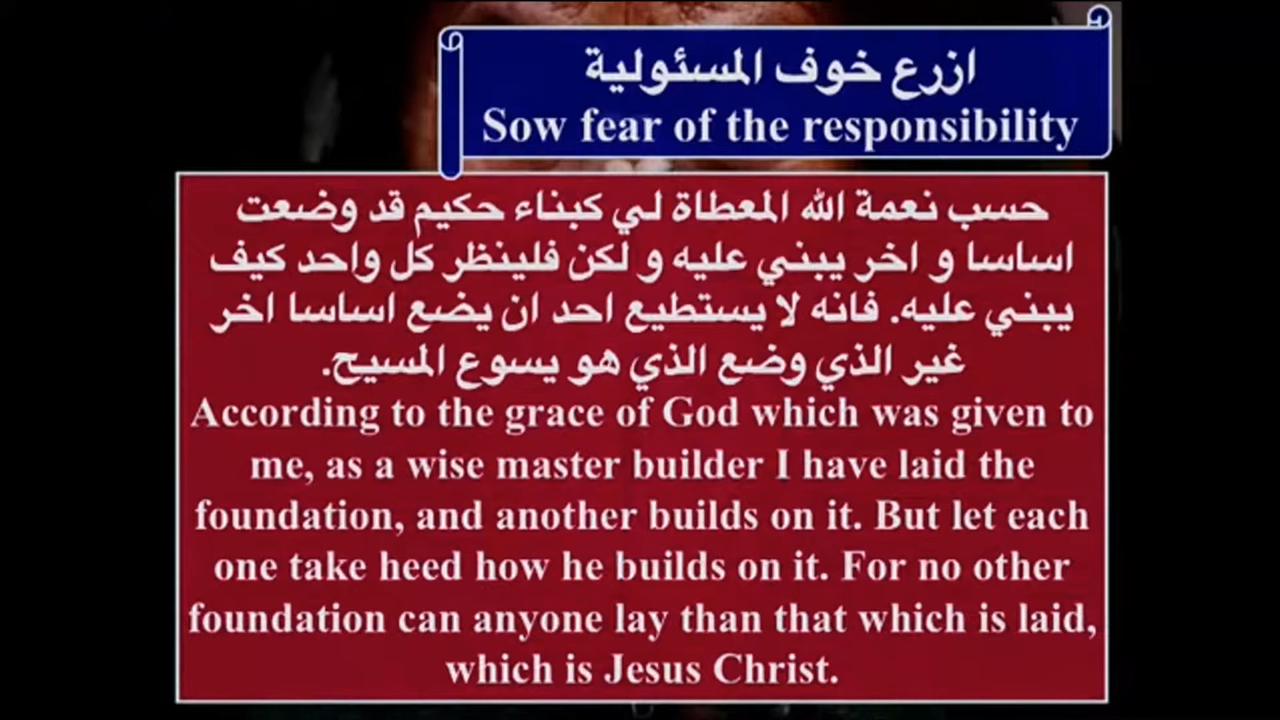 ازرع خوف المسئولية
Sow fear of the responsibility
حسب نعمة الله المعطاة لي كبناء حكيم قد وضعت
اساسا و اخر يبني عليه و لكن فلينظر كل واحد كيف
يبني عليه. فانه لا يستطيع احد ان يضع اساسا اخر
غير الذي وضع الذي هو يسوع المسيح.
According to the grace of God which was given to
me, as a wise master builder I have laid the
foundation, and another builds on it. But let each
one take heed how he builds on it. For no other
foundation can anyone lay than that which is laid,
which is Jesus Christ.